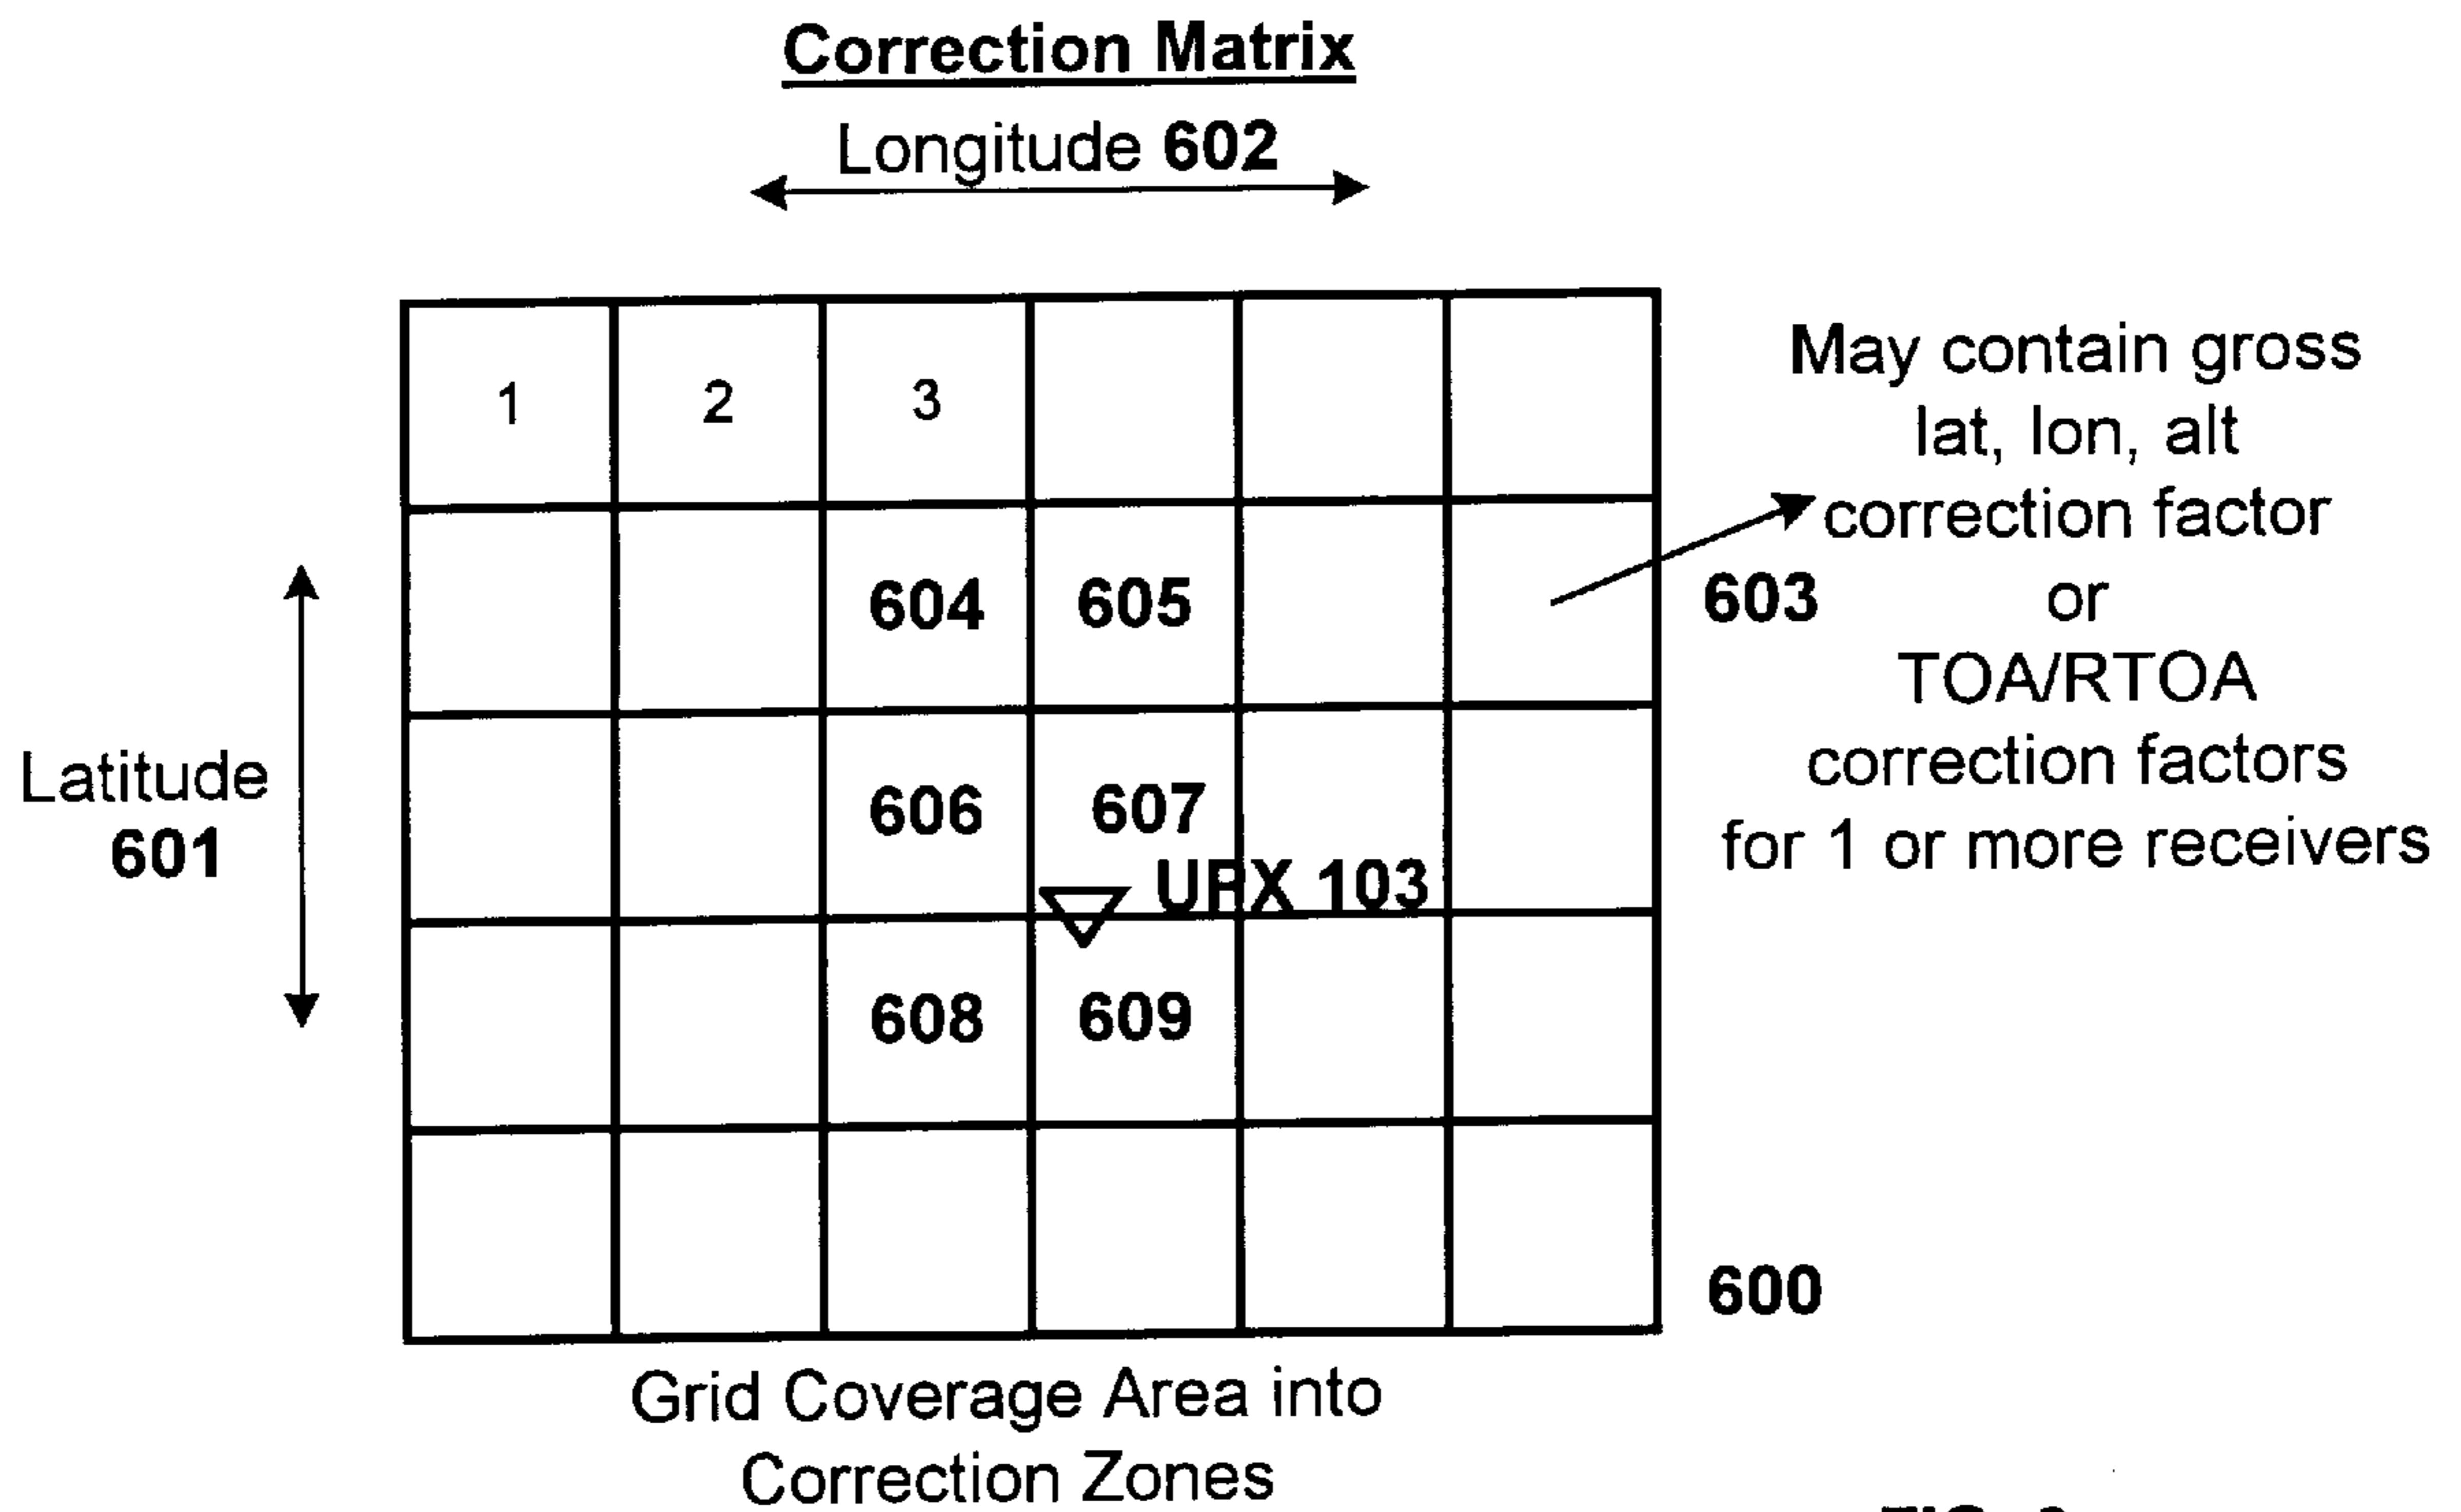 Correction Matrix
Longitude 602
1 2 3
May contain gross
lat, lon, alt
correction factor
or
TOA/RTOA
correction factors
for 1 or more receivers
603
604 605
Latitude
601
606 607
URX 103
608 609
600
Grid Coverage Area into
Correction Zones